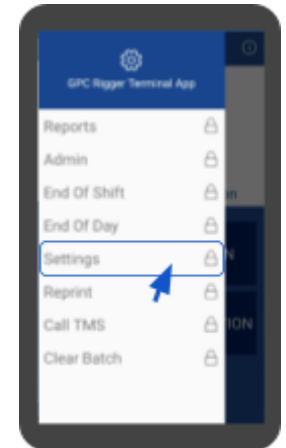 GPC Rigger Terminal App
Reports
Admin
End Of Shift
End Of Day
Settings
Reprint
Call TMS
Clear Batch